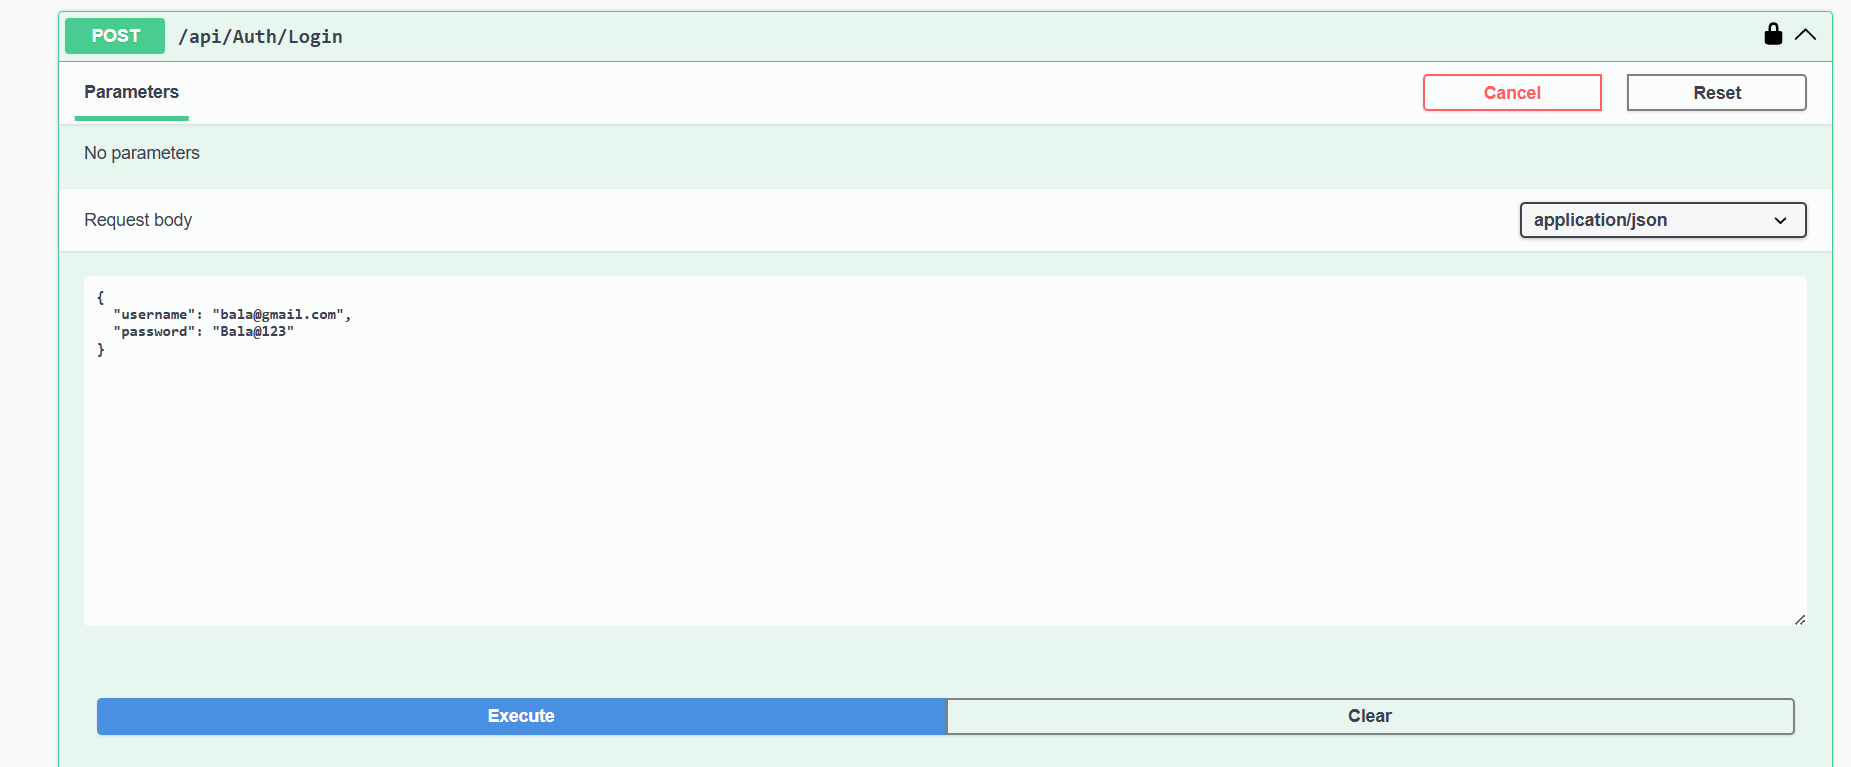 POST /api/Auth/Login
Parameters
Cancel
Reset
No parameters
Request body
application/json
{
"username": "bala@gmail.com",
"password": "Bala@123"
}
Execute
Clear